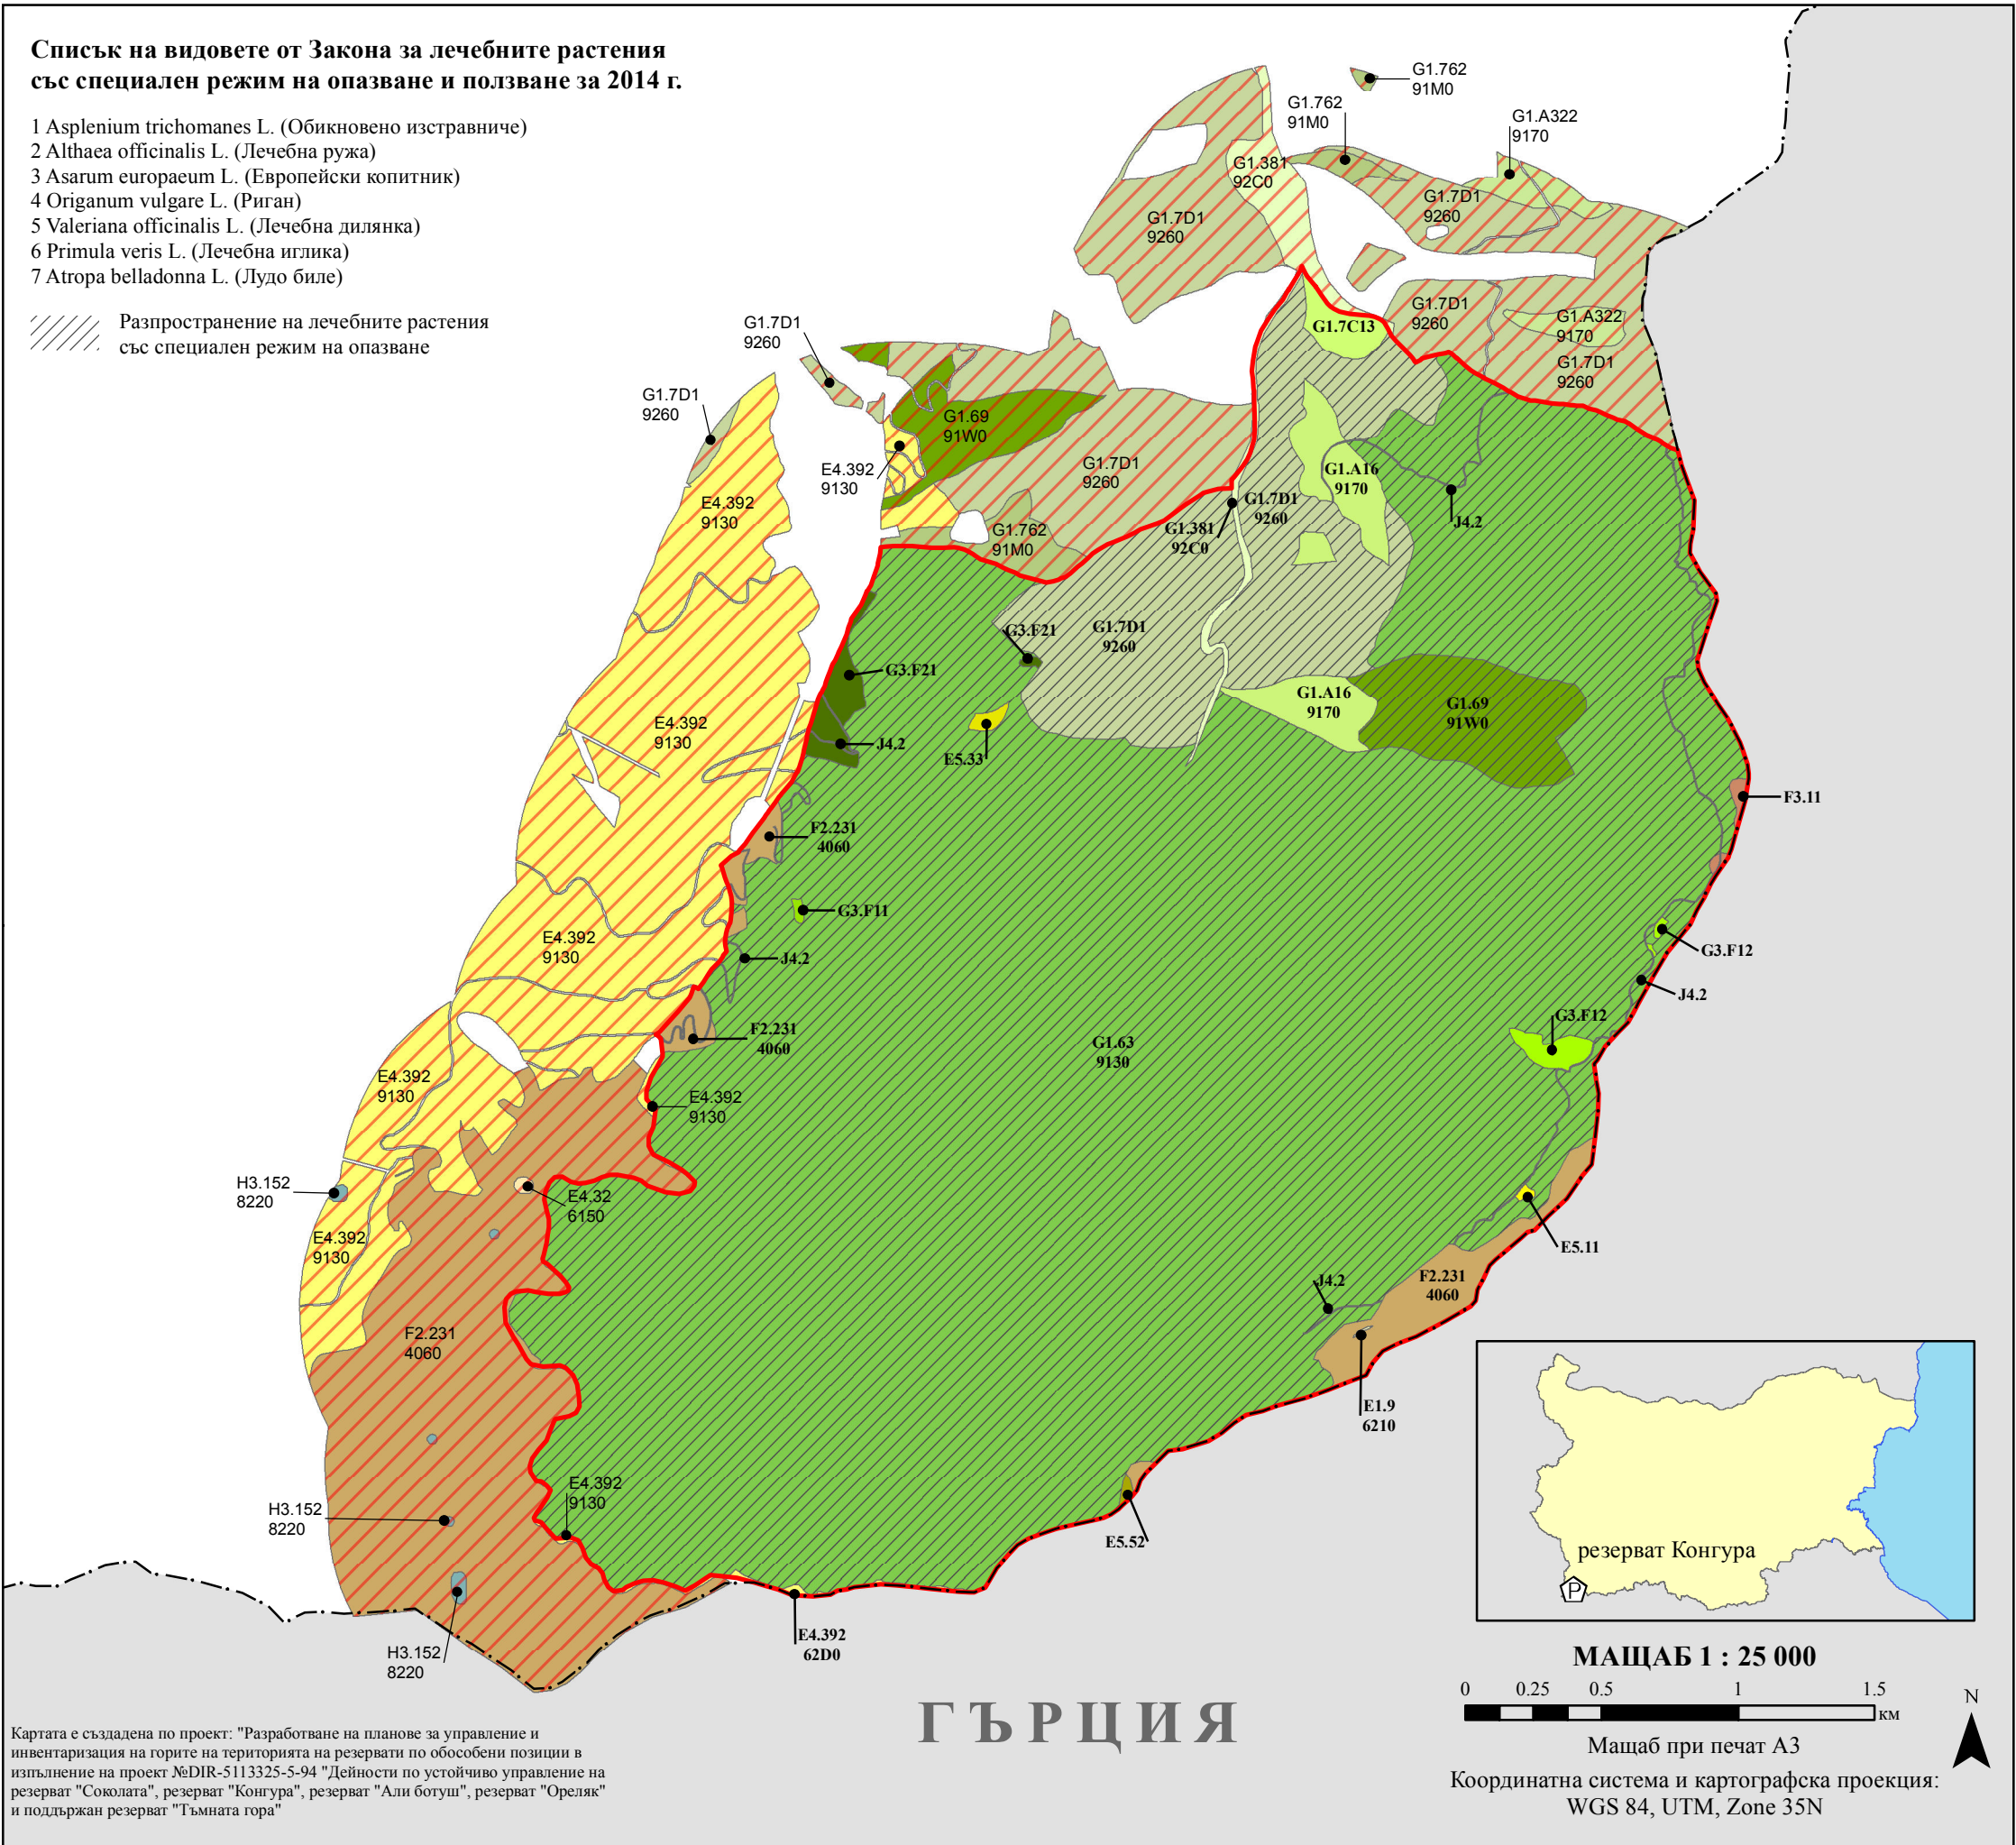 Списък на видовете от Закона за лечебните растения
със специален режим на опазване и ползване за 2014 г.
1 Asplenium trichomanes L. (Обикновено изстравниче)
2 Althaea officinalis L. (Лечебна ружа)
3 Asarum europaeum L. (Европейски копитник)
4 Origanum vulgare L. (Риган)
5 Valeriana officinalis L. (Лечебна дилянка)
6 Primula veris L. (Лечебна иглика)
7 Atropa belladonna L. (Лудо биле)
Разпространение на лечебните растения
със специален режим на опазване
G1.762
91M0
G1.762
91M0
G1.A322
9170
G1.381
92C0
G1.7D1
9260
G1.7D1
9260
G1.7D1
9260
G1.7C13
G1.7D1
9260
G1.A322
9170
G1.7D1
9260
G1.7D1
9260
G1.69
91W0
E4.392
9130
G1.7D1
9260
G1.A16
9170
E4.392
9130
G1.7D1
9260
J4.2
G1.762
91M0
G1.381
92C0
G1.7D1
9260
G3.F21
G3.F21
E4.392
9130
J4.2
E5.33
G1.A16
9170
G1.69
91W0
F3.11
F2.231
4060
G3.F11
E4.392
9130
J4.2
G3.F12
J4.2
G3.F12
F2.231
4060
G1.63
9130
E4.392
9130
E4.392
9130
H3.152
8220
E4.32
6150
E4.392
9130
E5.11
J4.2
F2.231
4060
F2.231
4060
E1.9
6210
E4.392
9130
H3.152
8220
E5.52
E4.392
62D0
H3.152
8220
резерват Конгура
P
ГЪРЦИЯ
МАЩАБ 1 : 25 000
0 0.25 0.5 1 1.5
км
N
Мащаб при печат А3
Координатна система и картографска проекция:
WGS 84, UTM, Zone 35N
Картата е създадена по проект: "Разработване на планове за управление и
инвентаризация на горите на територията на резервати по обособени позиции в
изпълнение на проект №DIR-5113325-5-94 "Дейности по устойчиво управление на
резерват "Соколата", резерват "Конгура", резерват "Али ботуш", резерват "Ореляк"
и поддържан резерват "Тъмната гора"